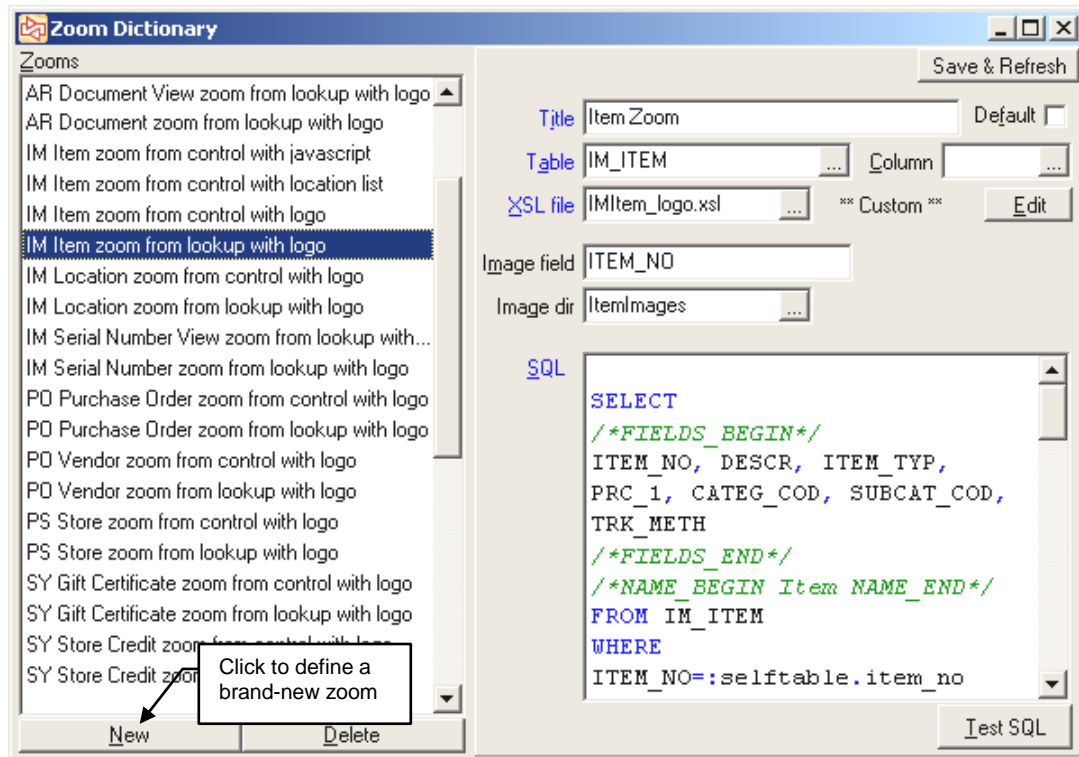 Zoom Dictionary
Zooms
AR Document View zoom from lookup with logo
AR Document zoom from lookup with logo
IM Item zoom from control with javascript
IM Item zoom from control with location list
IM Item zoom from control with logo
IM Item zoom from lookup with logo
IM Location zoom from control with logo
IM Location zoom from lookup with logo
IM Serial Number View zoom from lookup with...
IM Serial Number zoom from lookup with logo
PO Purchase Order zoom from control with logo
PO Purchase Order zoom from lookup with logo
PO Vendor zoom from control with logo
PO Vendor zoom from lookup with logo
PS Store zoom from control with logo
PS Store zoom from lookup with logo
SY Gift Certificate zoom from control with logo
SY Gift Certificate zoom from lookup with logo
SY Store Credit zoom from control with logo
SY Store Credit zoom
Click to define a
brand-new zoom
New Delete
Save & Refresh
Title Item Zoom Default
Table IM_ITEM ... Column ...
XSL file IMItem_logo.xsl ... ** Custom ** Edit
Image field ITEM_NO
Image dir ItemImages ...
SQL
SELECT
/*FIELDS_BEGIN*/
ITEM_NO, DESCR, ITEM_TYP,
PRC_1, CATEG_COD, SUBCAT_COD,
TRK_METH
/*FIELDS_END*/
/*NAME_BEGIN Item NAME_END*/
FROM IM_ITEM
WHERE
ITEM_NO=:selftable.item_no
Test SQL